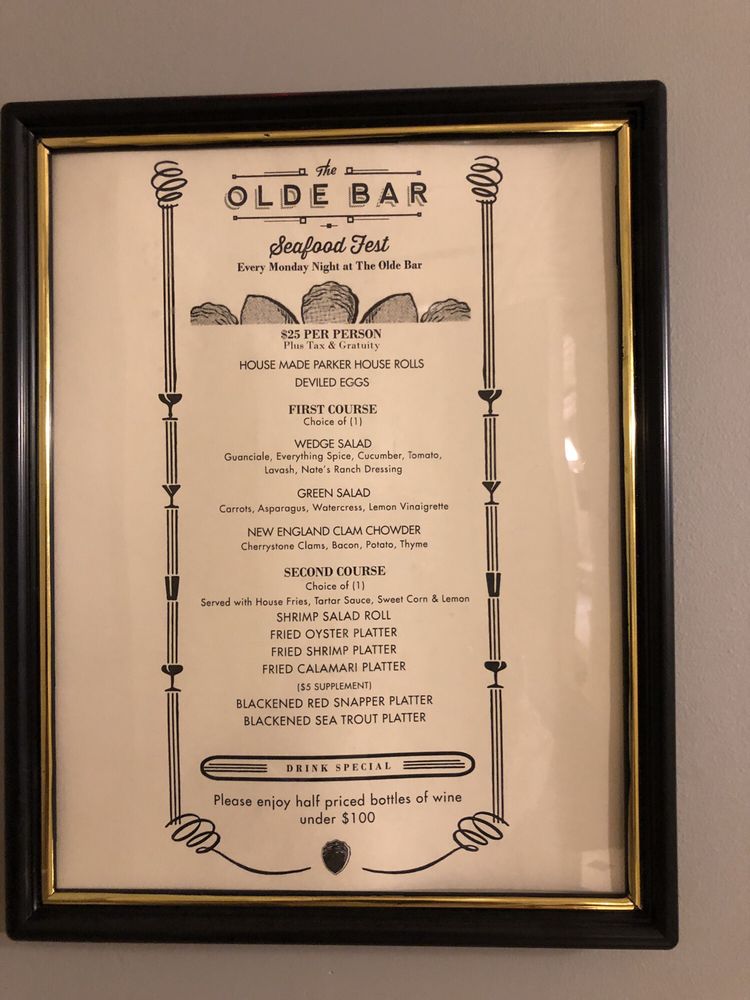 The
OLDE BAR
Seafood Fest
Every Monday Night at The Olde Bar
$25 PER PERSON
Plus Tax & Gratuity
HOUSE MADE PARKER HOUSE ROLLS
DEVILED EGGS
FIRST COURSE
Choice of (1)
WEDGE SALAD
Guanciale, Everything Spice, Cucumber, Tomato,
Lavash, Nate's Ranch Dressing
GREEN SALAD
Carrots, Asparagus, Watercress, Lemon Vinaigrette
NEW ENGLAND CLAM CHOWDER
Cherrystone Clams, Bacon, Potato, Thyme
SECOND COURSE
Choice of (1)
Served with House Fries, Tartar Sauce, Sweet Corn & Lemon
SHRIMP SALAD ROLL
FRIED OYSTER PLATTER
FRIED SHRIMP PLATTER
FRIED CALAMARI PLATTER
($5 SUPPLEMENT)
BLACKENED RED SNAPPER PLATTER
BLACKENED SEA TROUT PLATTER
DRINK SPECIAL
Please enjoy half priced bottles of wine
under $100